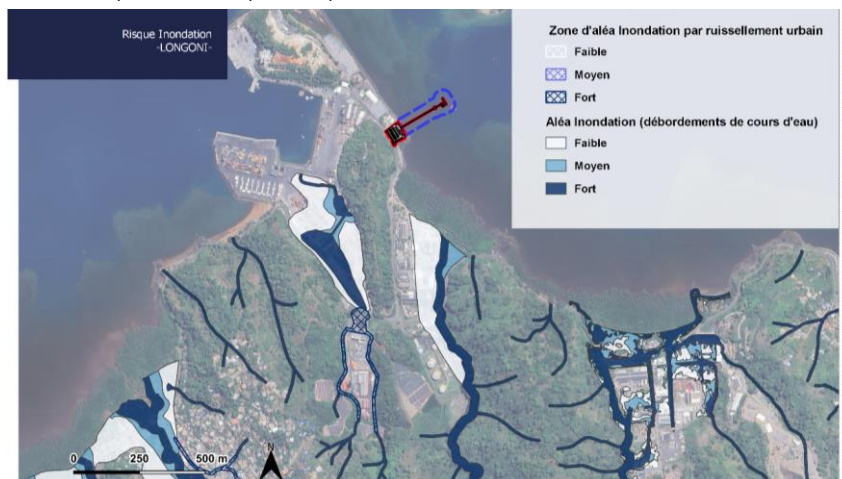 Risque Inondation
-LONGONI-
Zone d'aléa Inondation par ruissellement urbain
Faible
Moyen
Fort
Aléa Inondation (débordements de cours d'eau)
Faible
Moyen
Fort
N
0 250 500 m